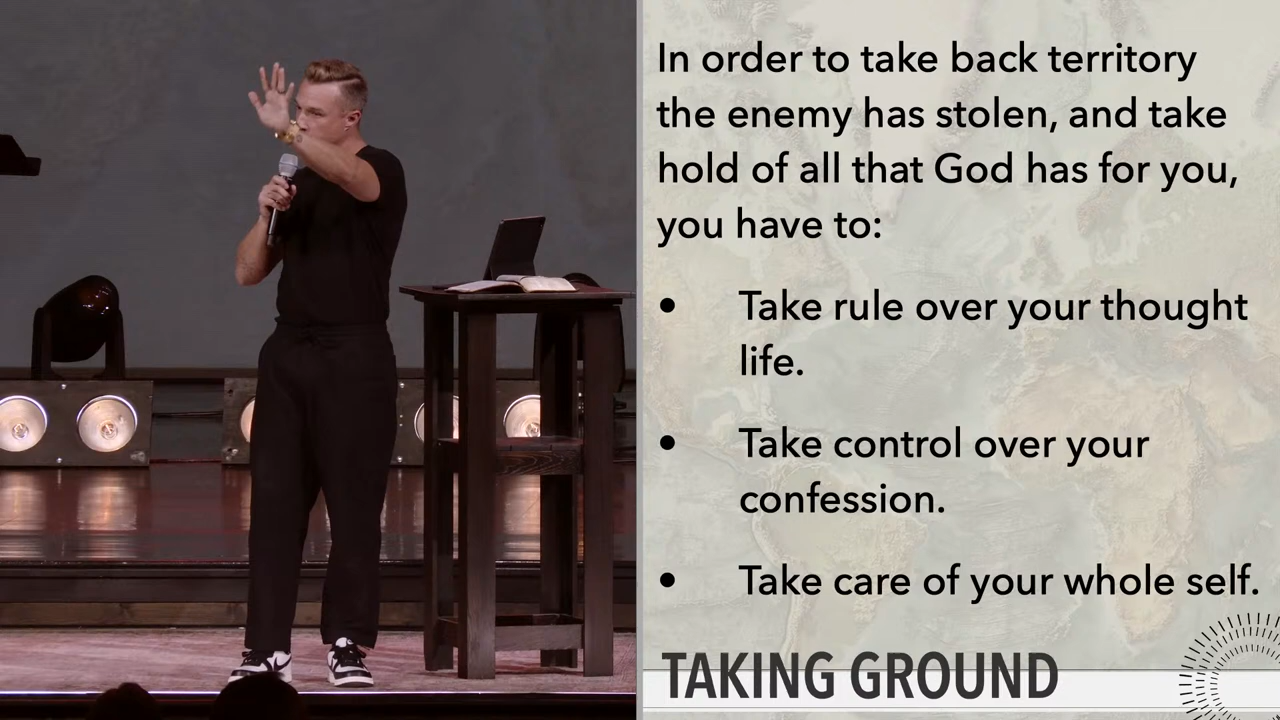 In order to take back territory
the enemy has stolen, and take
hold of all that God has for you,
you have to:
• Take rule over your thought
life.
• Take control over your
confession.
• Take care of your whole self.
TAKING GROUND